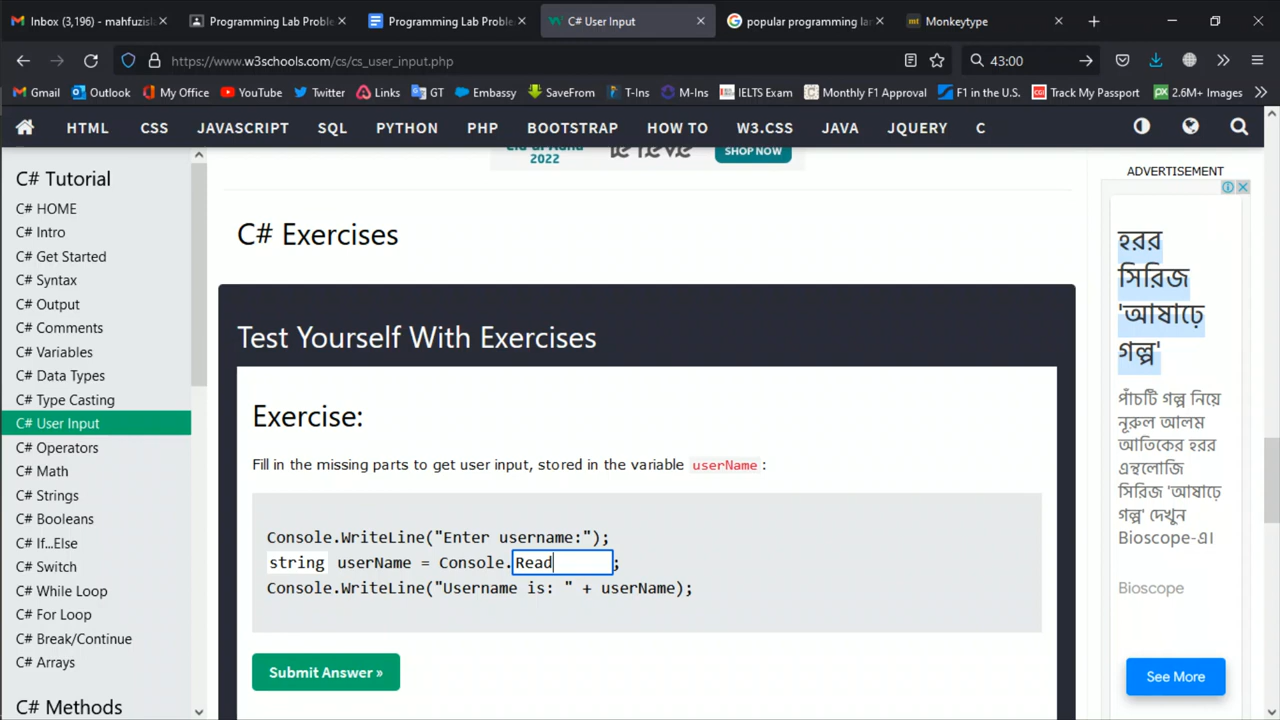 Inbox (3,196) - mahfuzisla
Programming Lab Proble
Programming Lab Proble
C# User Input
popular programming lan
mt Monkeytype
https://www.w3schools.com/cs/cs_user_input.php
43:00
Gmail Outlook My Office YouTube Twitter Links GT Embassy SaveFrom T-Ins M-Ins IELTS Exam Monthly F1 Approval F1 in the U.S. Track My Passport 2.6M+ Images
HTML CSS JAVASCRIPT SQL PYTHON PHP BOOTSTRAP HOW TO W3.CSS JAVA JQUERY C
C# Tutorial
C# HOME
C# Intro
C# Get Started
C# Syntax
C# Output
C# Comments
C# Variables
C# Data Types
C# Type Casting
C# User Input
C# Operators
C# Math
C# Strings
C# Booleans
C# If...Else
C# Switch
C# While Loop
C# For Loop
C# Break/Continue
C# Arrays
C# Methods
2022
SHOP NOW
C# Exercises
Test Yourself With Exercises
Exercise:
Fill in the missing parts to get user input, stored in the variable userName :
Console.WriteLine("Enter username:");
string userName = Console.Read;
Console.WriteLine("Username is: " + userName);
Submit Answer »
ADVERTISEMENT
হরর
সিরিজ
'আষাঢ়ে
গল্প'
পাঁচটি গল্প নিয়ে
নূরুল আলম
আতিকের হরর
এন্থলোজি
সিরিজ 'আষাঢ়ে
গল্প' দেখুন
Bioscope-এ।
Bioscope
See More